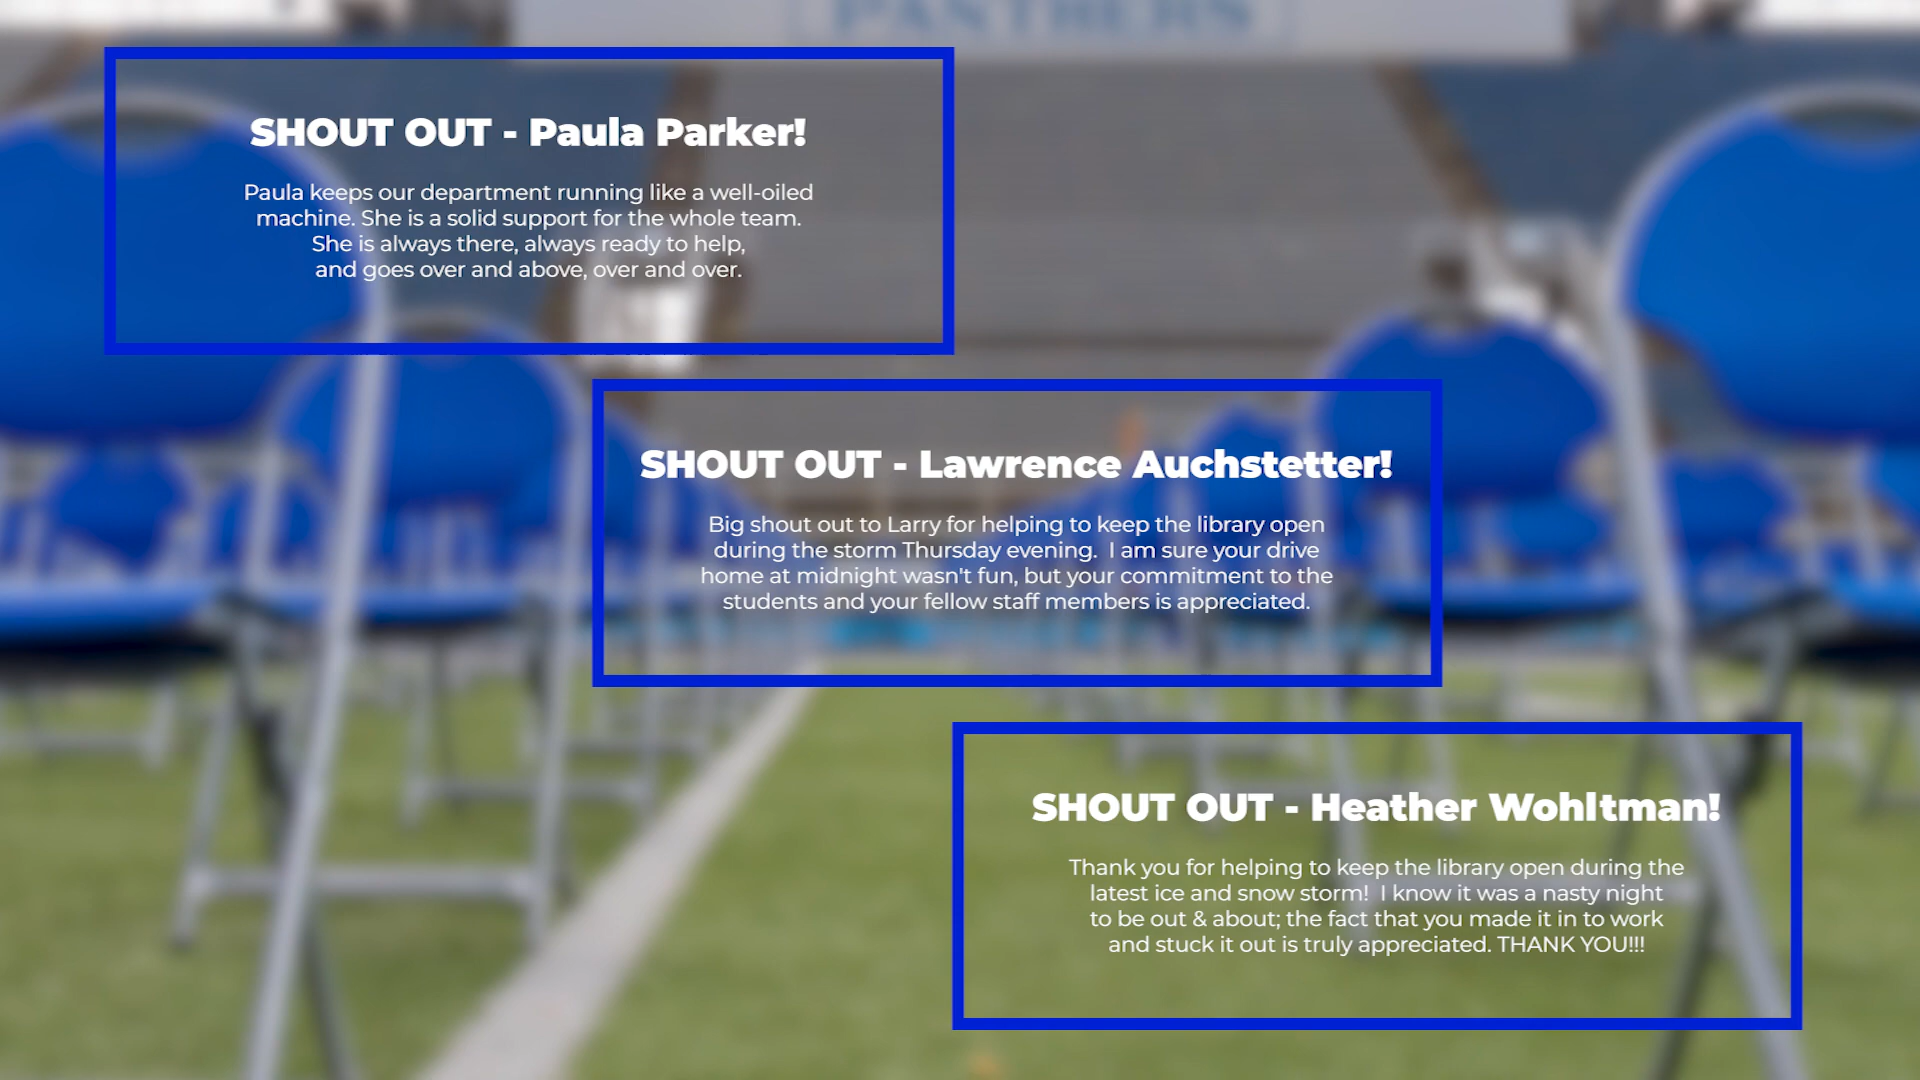 PANTHERS
SHOUT OUT - Paula Parker!
Paula keeps our department running like a well-oiled
machine. She is a solid support for the whole team.
She is always there, always ready to help,
and goes over and above, over and over.
SHOUT OUT - Lawrence Auchstetter!
Big shout out to Larry for helping to keep the library open
during the storm Thursday evening.  I am sure your drive
home at midnight wasn't fun, but your commitment to the
students and your fellow staff members is appreciated.
SHOUT OUT - Heather Wohltman!
Thank you for helping to keep the library open during the
latest ice and snow storm!  I know it was a nasty night
to be out & about; the fact that you made it in to work
and stuck it out is truly appreciated. THANK YOU!!!